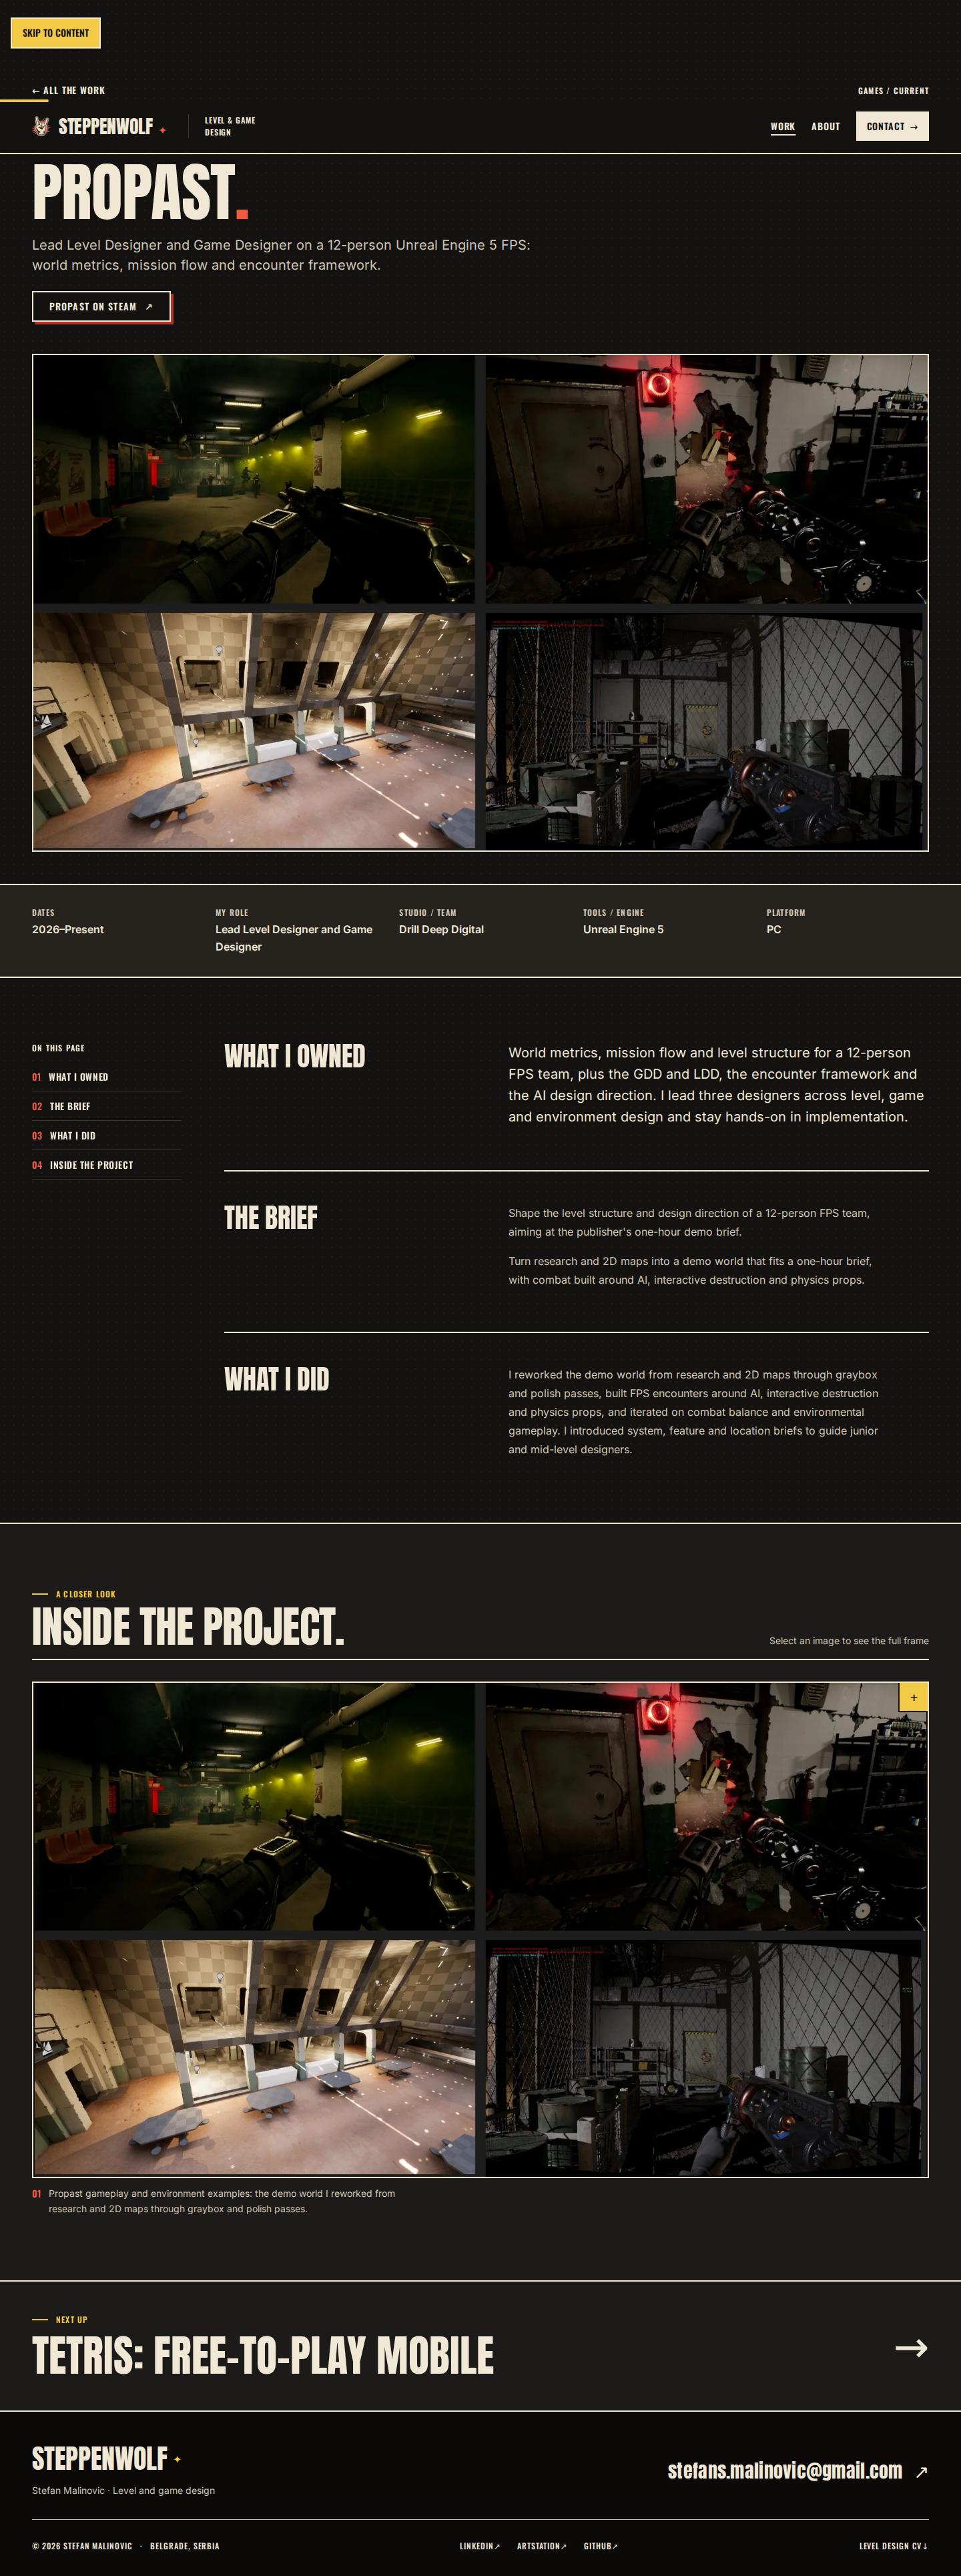 SKIP TO CONTENT
← ALL THE WORK
GAMES / CURRENT
STEPPENWOLF
LEVEL & GAME
DESIGN
WORK
ABOUT
CONTACT →
PROPAST.
Lead Level Designer and Game Designer on a 12-person Unreal Engine 5 FPS:
world metrics, mission flow and encounter framework.
PROPAST ON STEAM ↗
DATES
2026–Present
MY ROLE
Lead Level Designer and Game
Designer
STUDIO / TEAM
Drill Deep Digital
TOOLS / ENGINE
Unreal Engine 5
PLATFORM
PC
ON THIS PAGE
01 WHAT I OWNED
02 THE BRIEF
03 WHAT I DID
04 INSIDE THE PROJECT
WHAT I OWNED
World metrics, mission flow and level structure for a 12-person
FPS team, plus the GDD and LDD, the encounter framework and
the AI design direction. I lead three designers across level, game
and environment design and stay hands-on in implementation.
THE BRIEF
Shape the level structure and design direction of a 12-person FPS team,
aiming at the publisher's one-hour demo brief.
Turn research and 2D maps into a demo world that fits a one-hour brief,
with combat built around AI, interactive destruction and physics props.
WHAT I DID
I reworked the demo world from research and 2D maps through graybox
and polish passes, built FPS encounters around AI, interactive destruction
and physics props, and iterated on combat balance and environmental
gameplay. I introduced system, feature and location briefs to guide junior
and mid-level designers.
A CLOSER LOOK
INSIDE THE PROJECT.
Select an image to see the full frame
+
01 Propast gameplay and environment examples: the demo world I reworked from
research and 2D maps through graybox and polish passes.
NEXT UP
TETRIS: FREE-TO-PLAY MOBILE
→
STEPPENWOLF
Stefan Malinovic · Level and game design
stefans.malinovic@gmail.com ↗
© 2026 STEFAN MALINOVIC · BELGRADE, SERBIA
LINKEDIN↗ ARTSTATION↗ GITHUB↗
LEVEL DESIGN CV↓